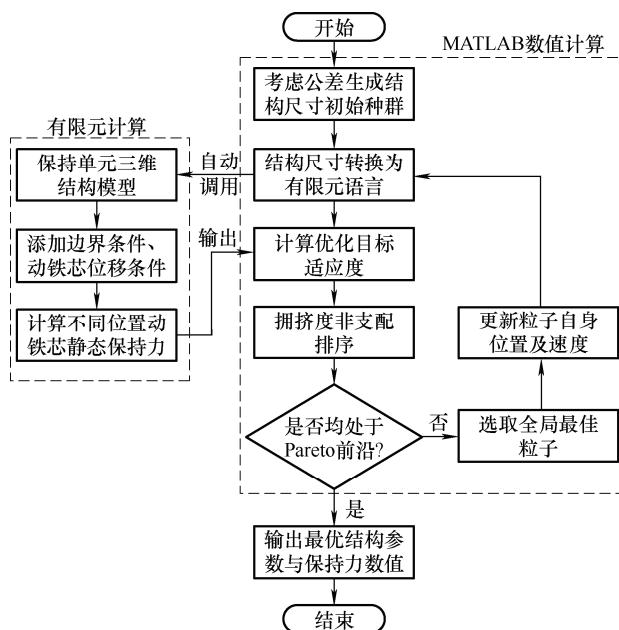 开始
MATLAB数值计算
考虑公差生成结
构尺寸初始种群
有限元计算
保持单元三维
结构模型
自动
调用
结构尺寸转换为
有限元语言
添加边界条件、
动铁芯位移条件
输出
计算优化目标
适应度
计算不同位置动
铁芯静态保持力
拥挤度非支配
排序
更新粒子自身
位置及速度
是否均处于
Pareto前沿?
否
选取全局最佳
粒子
是
输出最优结构参
数与保持力数值
结束